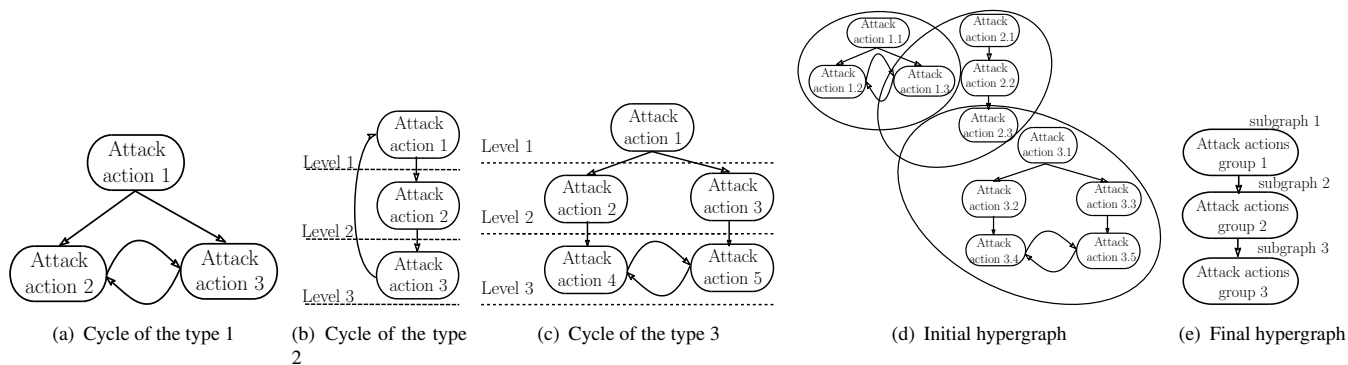 Attack
action 1
Attack
action 2
Attack
action 3
(a) Cycle of the type 1
Attack
action 1
Level 1
Attack
action 2
Level 2
Attack
action 3
Level 3
(b) Cycle of the type
2
Attack
action 1
Level 1
Attack
action 2
Attack
action 3
Level 2
Attack
action 4
Attack
action 5
Level 3
(c) Cycle of the type 3
Attack
action 1.1
Attack
action 1.2
Attack
action 1.3
Attack
action 2.1
Attack
action 2.2
Attack
action 2.3
Attack
action 3.1
Attack
action 3.2
Attack
action 3.3
Attack
action 3.4
Attack
action 3.5
(d) Initial hypergraph
subgraph 1
Attack actions
group 1
subgraph 2
Attack actions
group 2
subgraph 3
Attack actions
group 3
(e) Final hypergraph